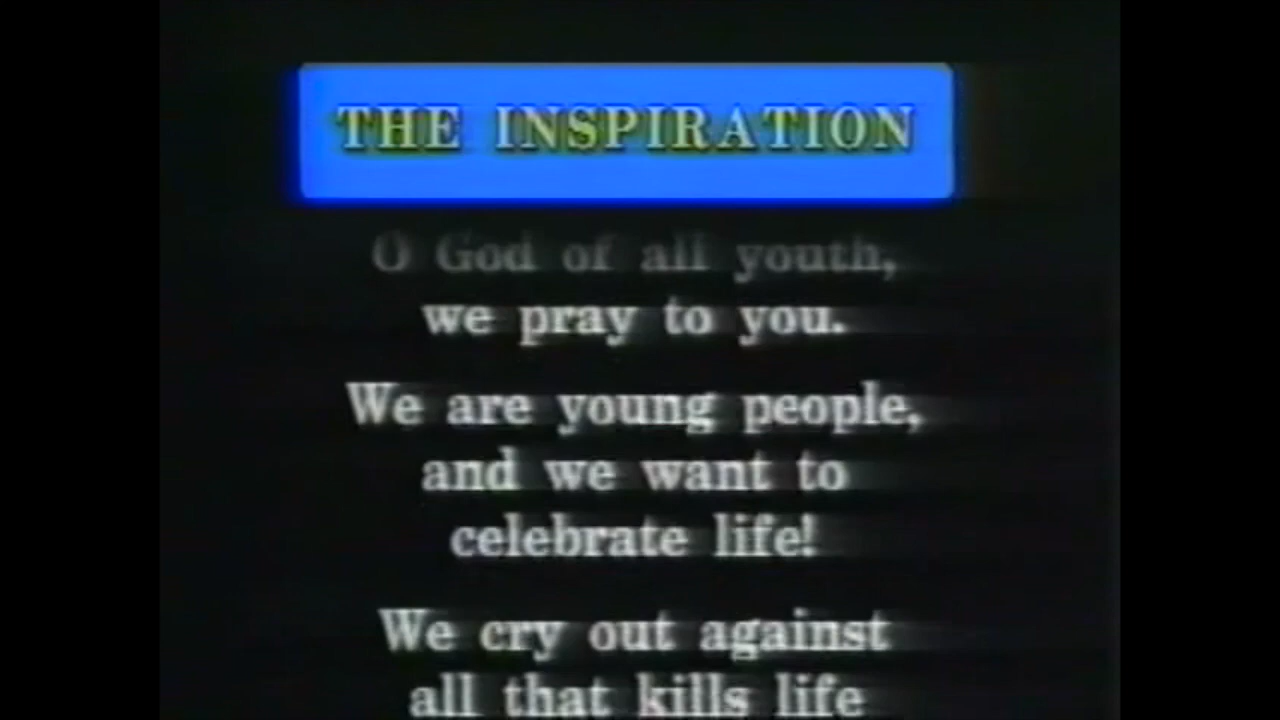 THE INSPIRATION
O God of all youth,
we pray to you.
We are young people,
and we want to
celebrate life!
We cry out against
all that kills life